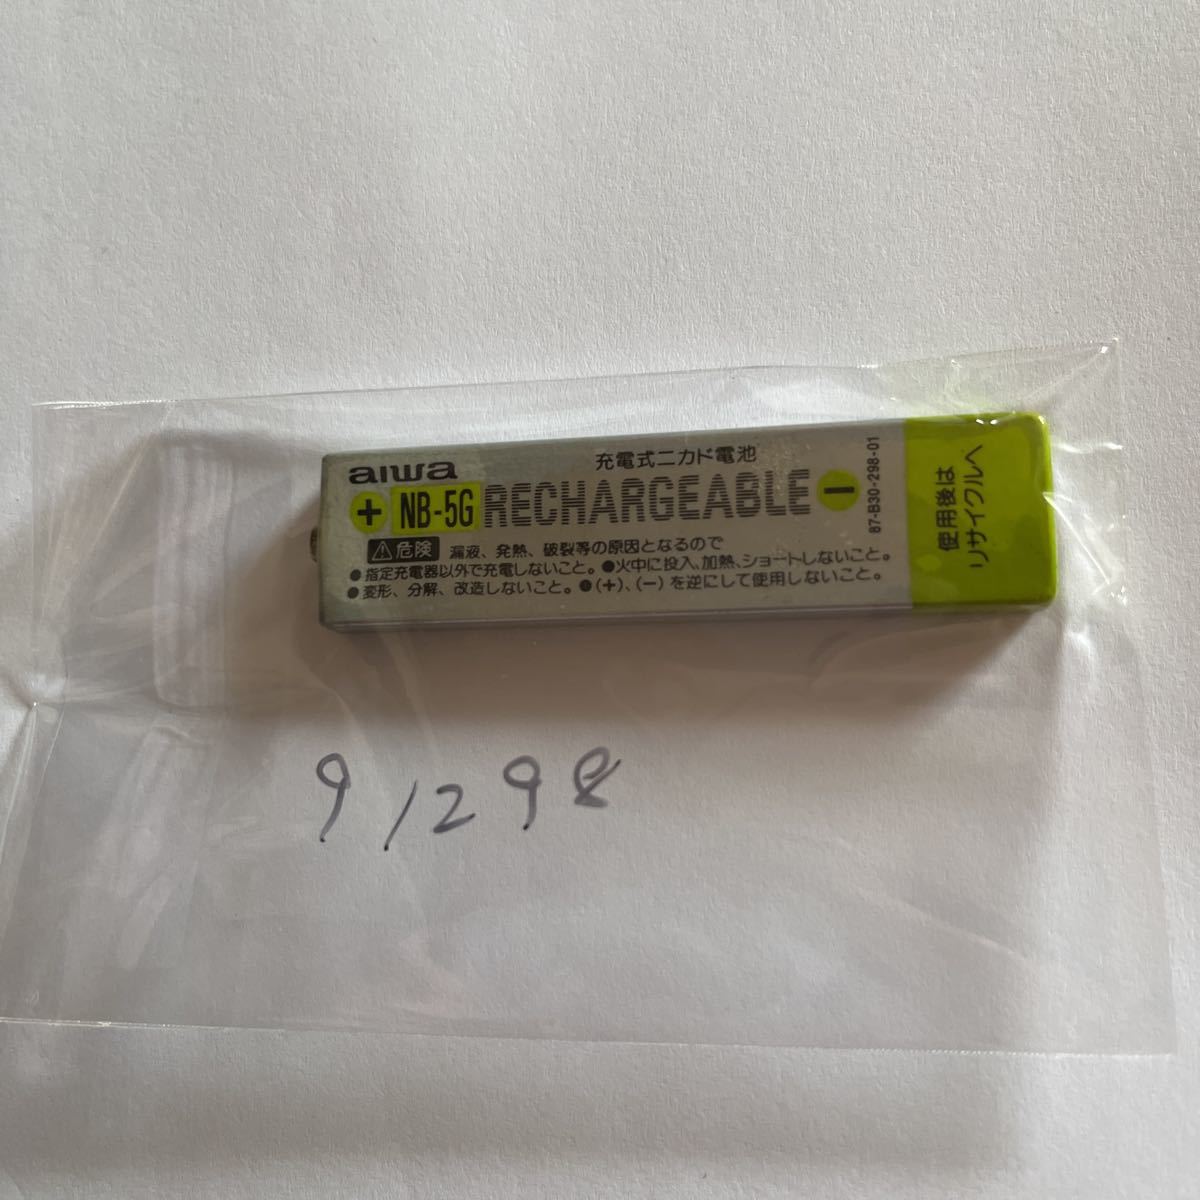 aiwa 充電式ニカド電池
+ NB-5G RECHARGEABLE −
⚠危険 漏液、発熱、破裂等の原因となるので
●指定充電器以外で充電しないこと。●火中に投入、加熱、ショートしないこと。
●変形、分解、改造しないこと。●(+)、(−)を逆にして使用しないこと。
87-B30-298-01
使用後は
リサイクルへ
91298